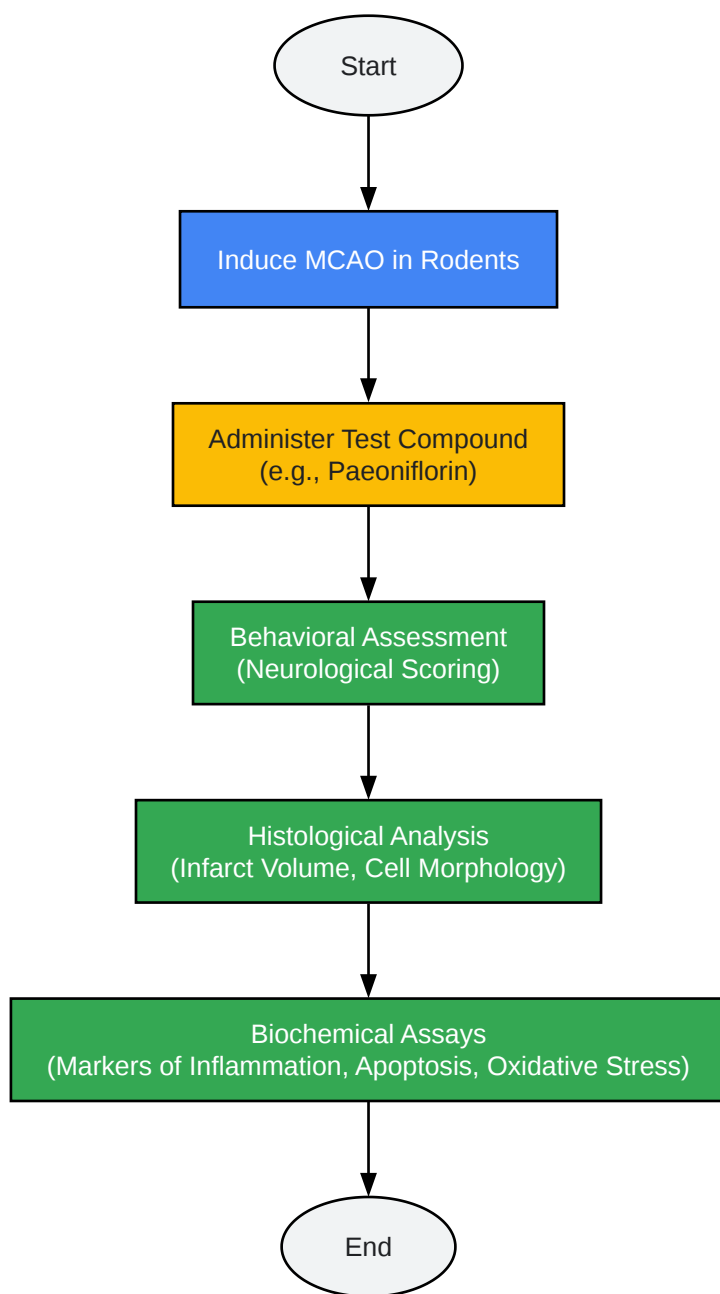 Start
Induce MCAO in Rodents
Administer Test Compound
(e.g., Paeoniflorin)
Behavioral Assessment
(Neurological Scoring)
Histological Analysis
(Infarct Volume, Cell Morphology)
Biochemical Assays
(Markers of Inflammation, Apoptosis, Oxidative Stress)
End